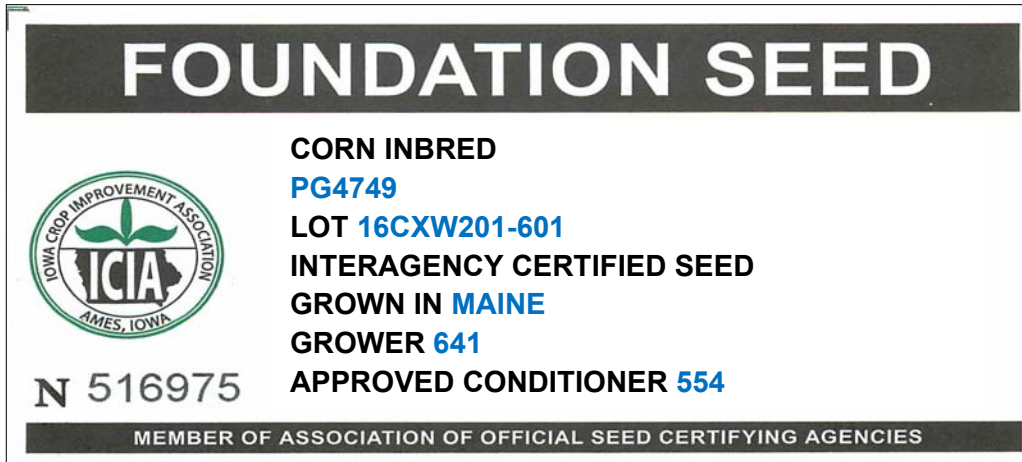 FOUNDATION SEED
CORN INBRED
PG4749
LOT 16CXW201-601
INTERAGENCY CERTIFIED SEED
GROWN IN MAINE
GROWER 641
APPROVED CONDITIONER 554
IOWA CROP IMPROVEMENT ASSOCIATION
ICIA
AMES, IOWA
N 516975
MEMBER OF ASSOCIATION OF OFFICIAL SEED CERTIFYING AGENCIES